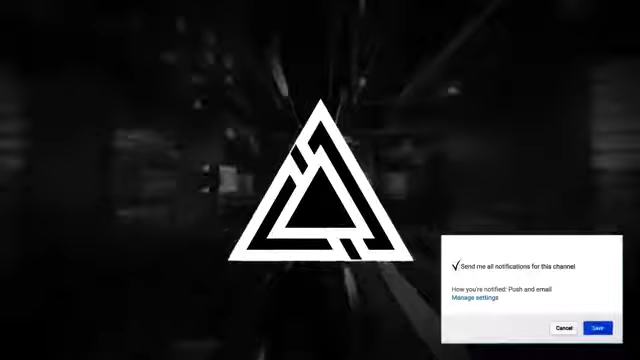 Send me all notifications for this channel
How you're notified: Push and email
Manage settings
Cancel
Save